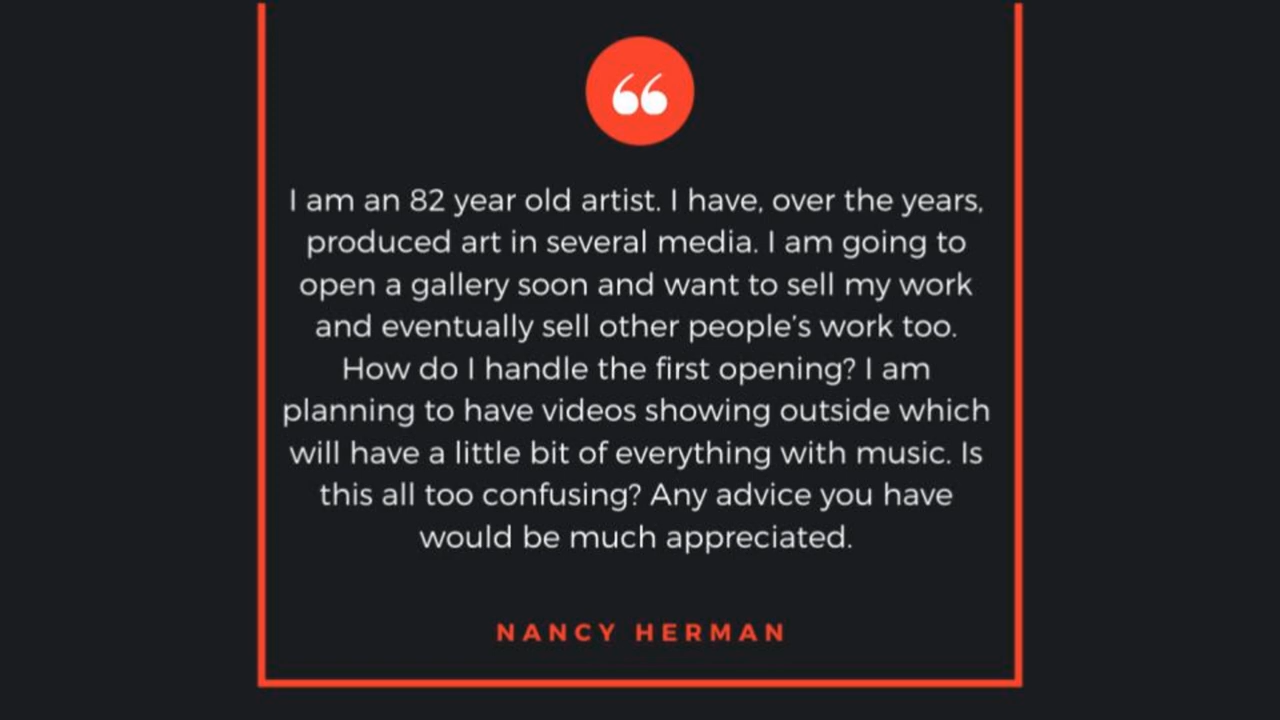 “
I am an 82 year old artist. I have, over the years,
produced art in several media. I am going to
open a gallery soon and want to sell my work
and eventually sell other people’s work too.
How do I handle the first opening? I am
planning to have videos showing outside which
will have a little bit of everything with music. Is
this all too confusing? Any advice you have
would be much appreciated.
NANCY HERMAN